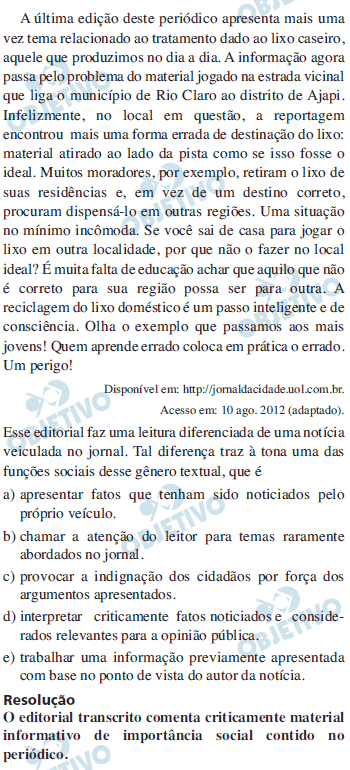 A última edição deste periódico apresenta mais uma
vez tema relacionado ao tratamento dado ao lixo caseiro,
aquele que produzimos no dia a dia. A informação agora
passa pelo problema do material jogado na estrada vicinal
que liga o município de Rio Claro ao distrito de Ajapi.
Infelizmente, no local em questão, a reportagem
encontrou mais uma forma errada de destinação do lixo:
material atirado ao lado da pista como se isso fosse o
ideal. Muitos moradores, por exemplo, retiram o lixo de
suas residências e, em vez de um destino correto,
procuram dispensá-lo em outras regiões. Uma situação
no mínimo incômoda. Se você sai de casa para jogar o
lixo em outra localidade, por que não o fazer no local
ideal? É muita falta de educação achar que aquilo que não
é correto para sua região possa ser para outra. A
reciclagem do lixo doméstico é um passo inteligente e de
consciência. Olha o exemplo que passamos aos mais
jovens! Quem aprende errado coloca em prática o errado.
Um perigo!
Disponível em: http://jornaldacidade.uol.com.br.
Acesso em: 10 ago. 2012 (adaptado).
Esse editorial faz uma leitura diferenciada de uma notícia
veiculada no jornal. Tal diferença traz à tona uma das
funções sociais desse gênero textual, que é
a) apresentar fatos que tenham sido noticiados pelo
próprio veículo.
b) chamar a atenção do leitor para temas raramente
abordados no jornal.
c) provocar a indignação dos cidadãos por força dos
argumentos apresentados.
d) interpretar criticamente fatos noticiados e conside-
rados relevantes para a opinião pública.
e) trabalhar uma informação previamente apresentada
com base no ponto de vista do autor da notícia.
Resolução
O editorial transcrito comenta criticamente material
informativo de importância social contido no
periódico.
OBJETIVO
OBJETIVO
OBJETIVO
OBJETIVO
OBJETIVO
OBJETIVO
OBJETIVO
OBJETIVO